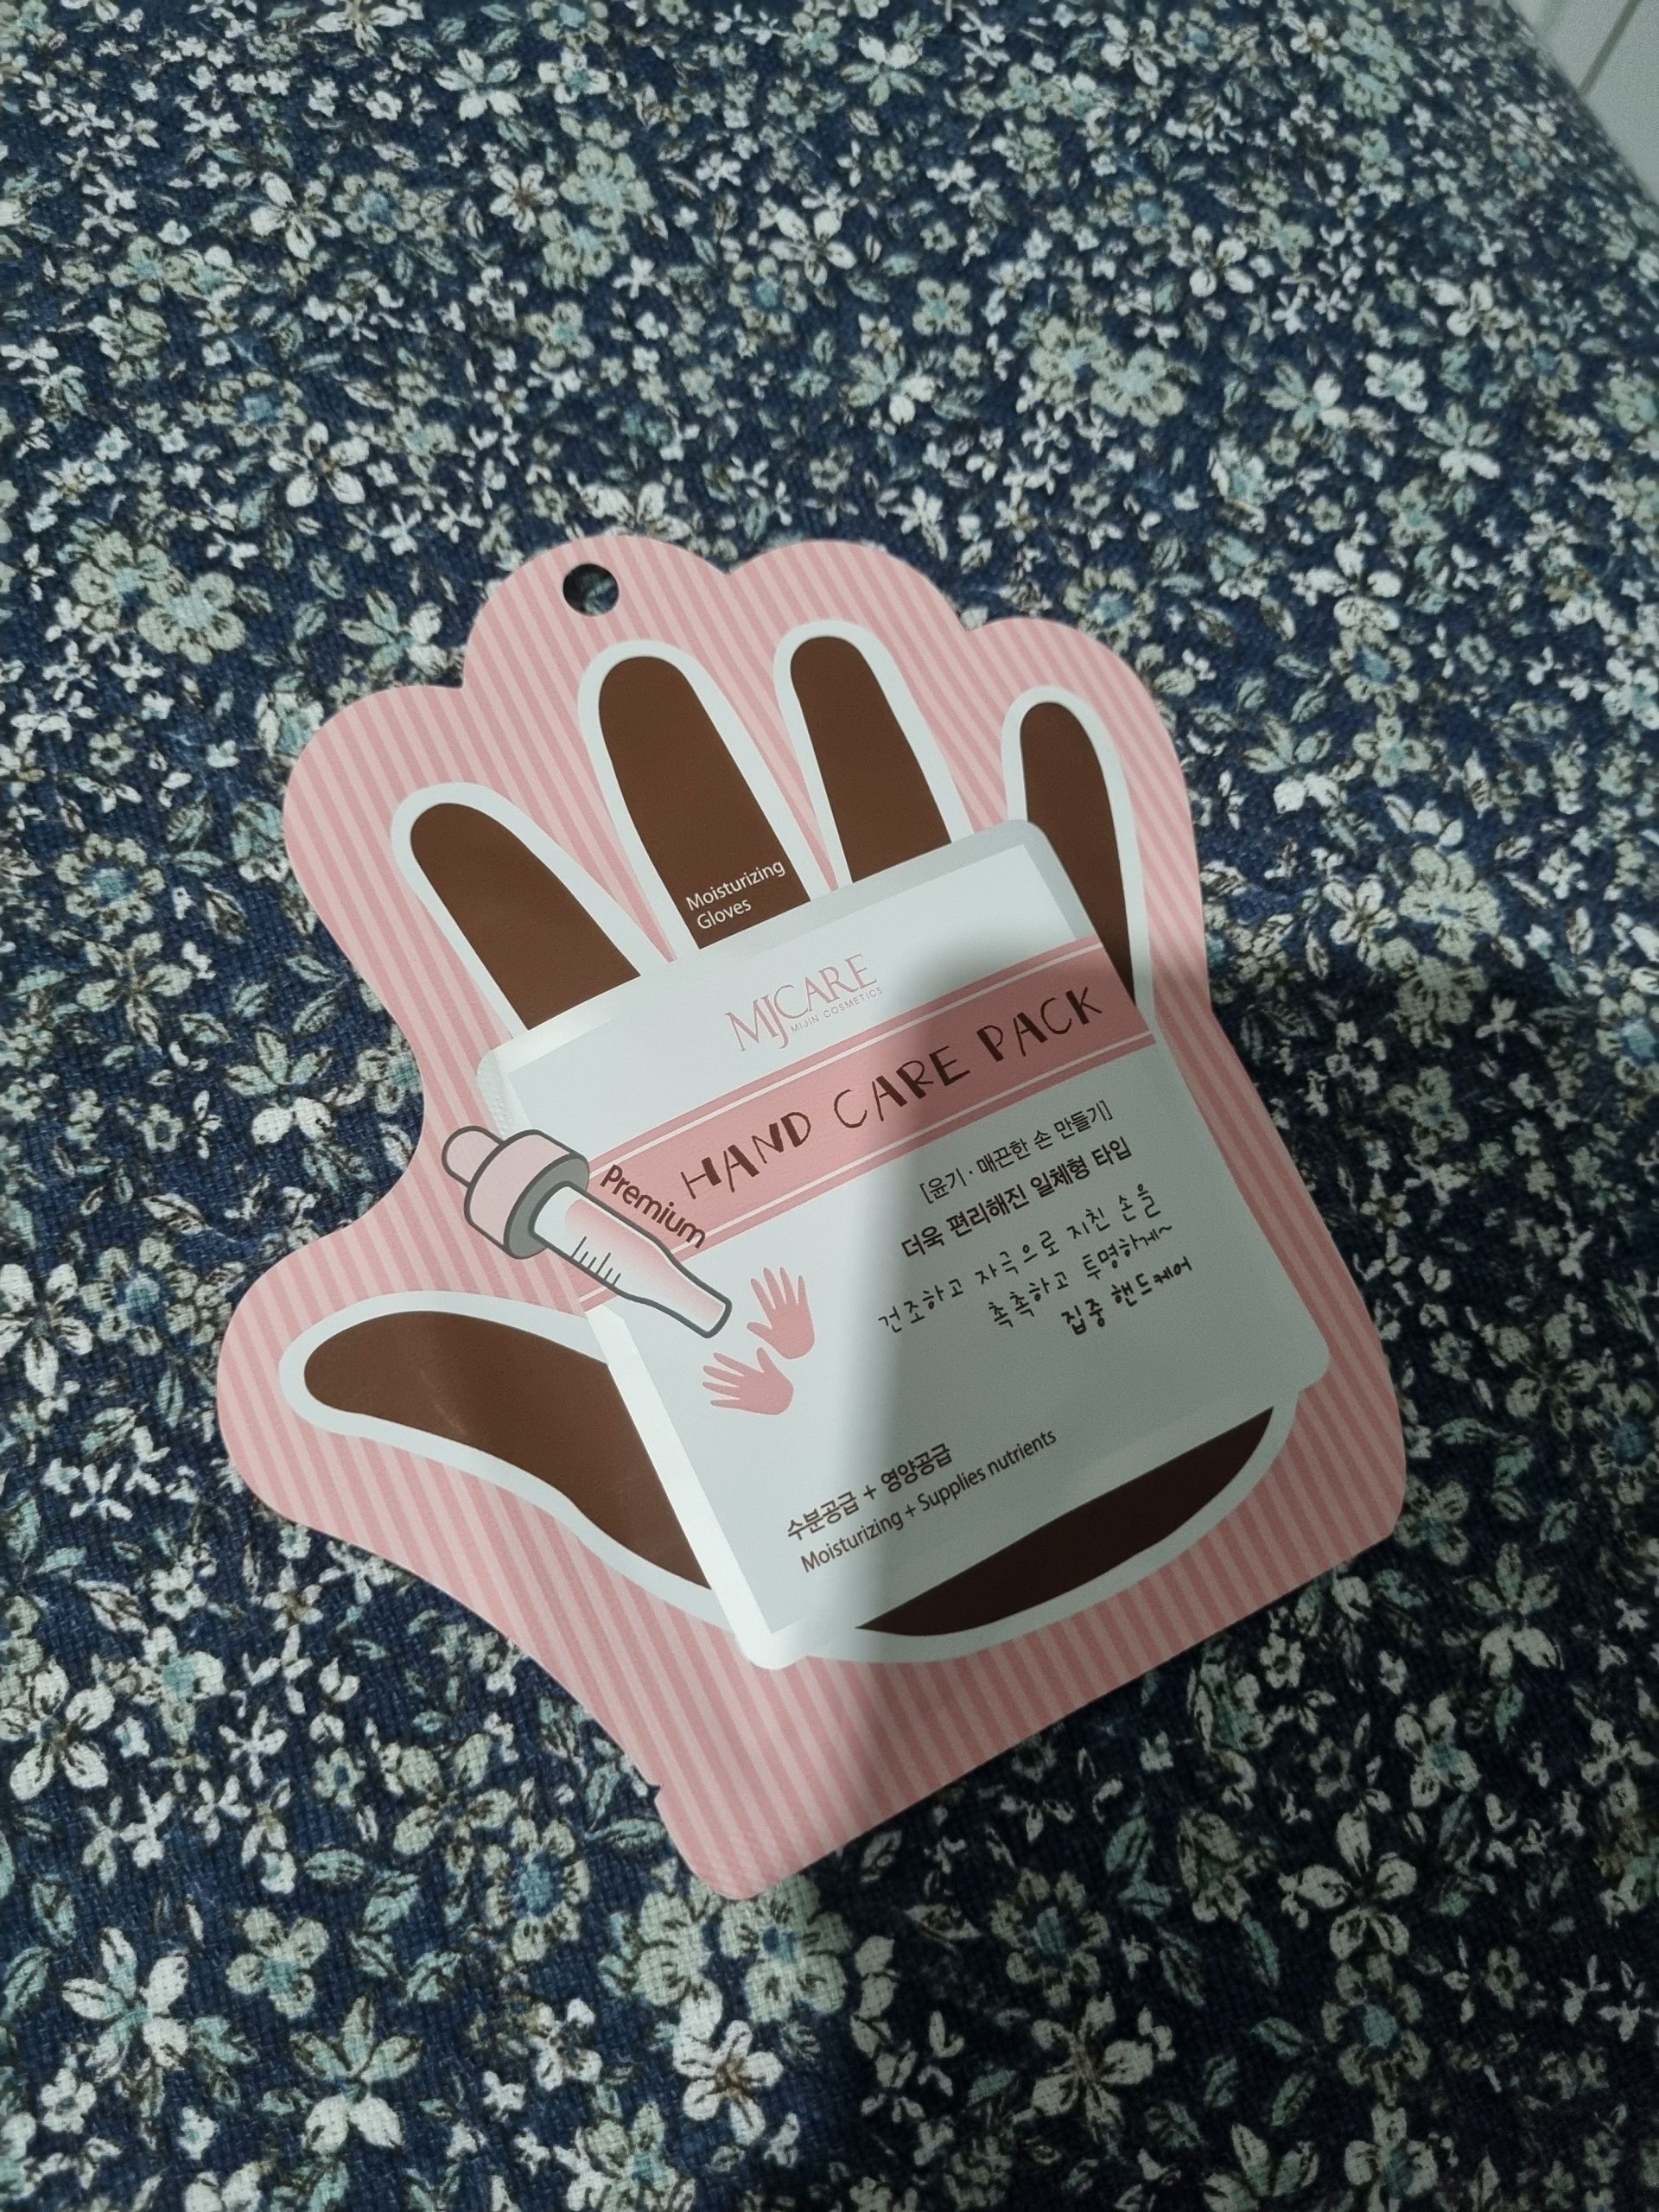 Moisturizing
Gloves
MJCARE
MIJIN COSMETICS
HAND CARE PACK
Premium
[윤기·매끈한 손 만들기]
더욱 편리해진 일체형 타입
건조하고 자극으로 지친 손을
촉촉하고 투명하게~
집중 핸드케어
수분공급 + 영양공급
Moisturizing + Supplies nutrients